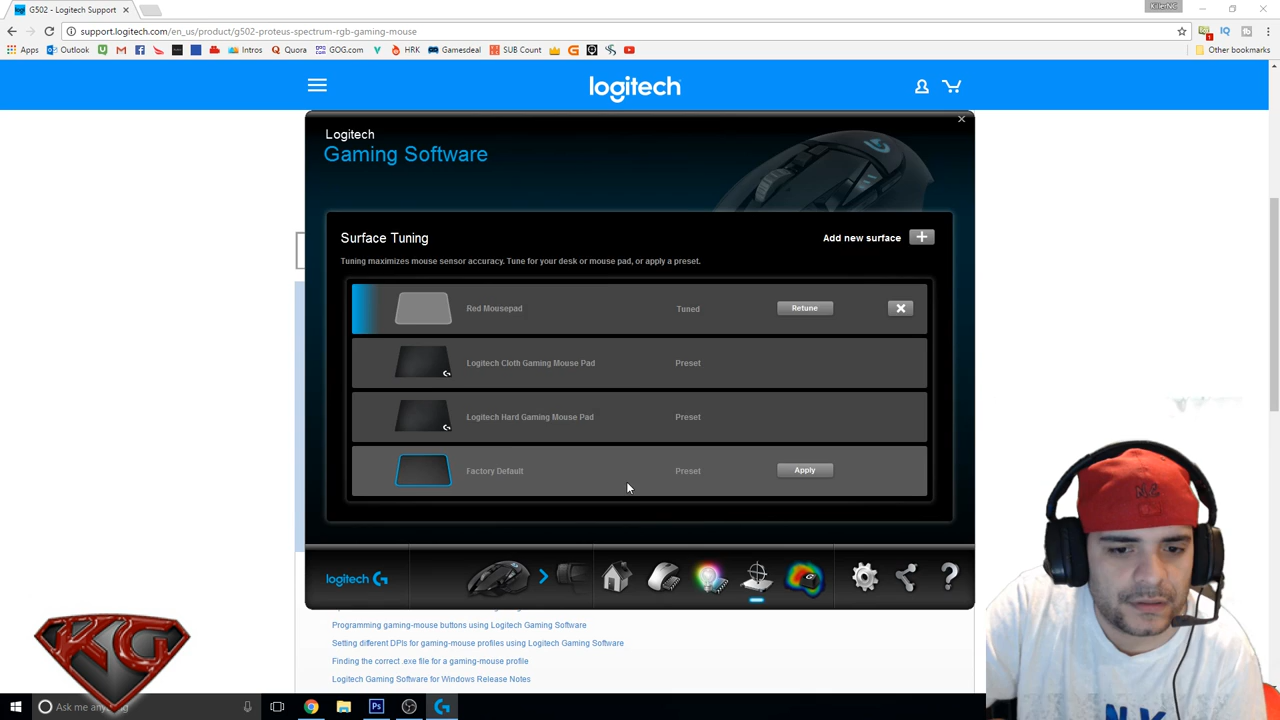 G502 - Logitech Support
KillerNG
support.logitech.com/en_us/product/g502-proteus-spectrum-rgb-gaming-mouse
Apps Outlook Intros Quora GOG.com HRK Gamesdeal SUB Count Other bookmarks
logitech
Logitech
Gaming Software
Surface Tuning
Add new surface
Tuning maximizes mouse sensor accuracy. Tune for your desk or mouse pad, or apply a preset.
Red Mousepad Tuned Retune
Logitech Cloth Gaming Mouse Pad Preset
Logitech Hard Gaming Mouse Pad Preset
Factory Default Preset Apply
logitech G
Programming gaming-mouse buttons using Logitech Gaming Software
Setting different DPIs for gaming-mouse profiles using Logitech Gaming Software
Finding the correct .exe file for a gaming-mouse profile
Logitech Gaming Software for Windows Release Notes
KG
N.K
N.K
Ask me anything